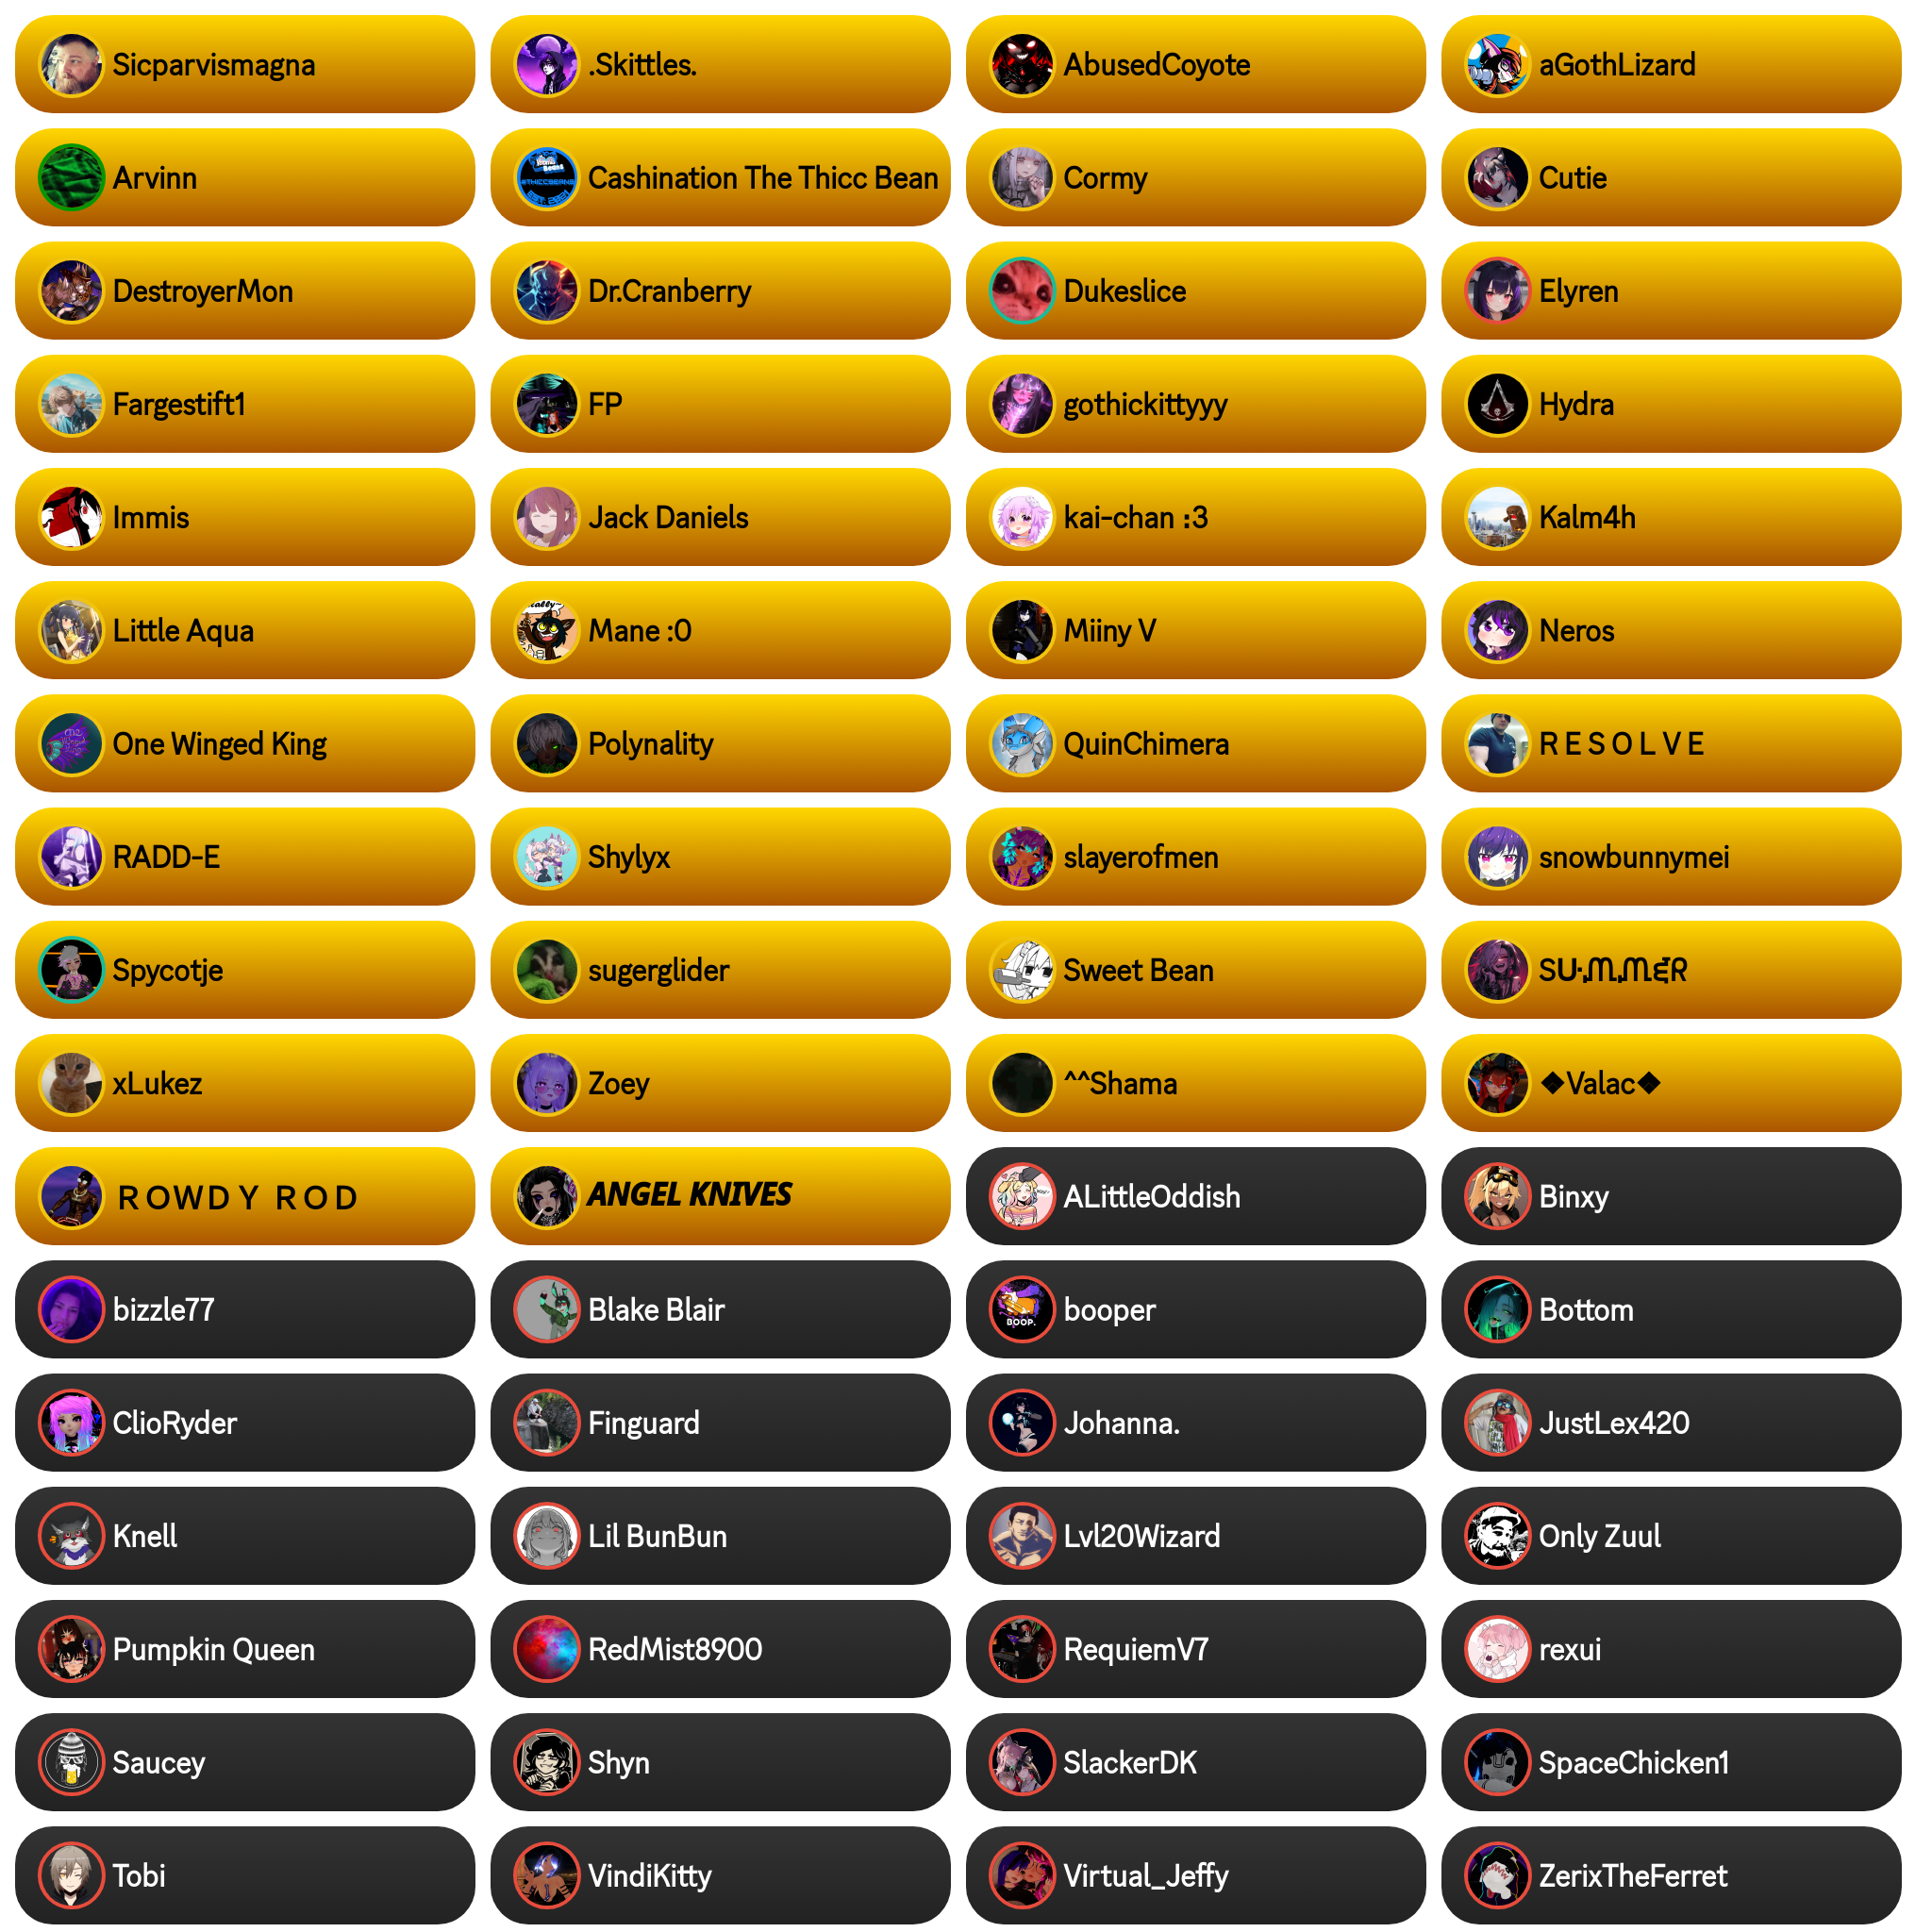 Sicparvismagna
.Skittles.
AbusedCoyote
aGothLizard
Arvinn
Cashination The Thicc Bean
Cormy
Cutie
DestroyerMon
Dr.Cranberry
Dukeslice
Elyren
Fargestift1
FP
gothickittyyy
Hydra
Immis
Jack Daniels
kai-chan :3
Kalm4h
Little Aqua
Mane :0
Miiny V
Neros
One Winged King
Polynality
QuinChimera
R E S O L V E
RADD-E
Shylyx
slayerofmen
snowbunnymei
Spycotje
sugerglider
Sweet Bean
xLukez
Zoey
^^Shama
❖Valac❖
R O W D Y  R O D
ANGEL KNIVES
ALittleOddish
Binxy
bizzle77
Blake Blair
booper
BOOP.
Bottom
ClioRyder
Finguard
Johanna.
JustLex420
Knell
Lil BunBun
Lvl20Wizard
Only Zuul
Pumpkin Queen
RedMist8900
RequiemV7
rexui
Saucey
Shyn
SlackerDK
SpaceChicken1
Tobi
VindiKitty
Virtual_Jeffy
ZerixTheFerret